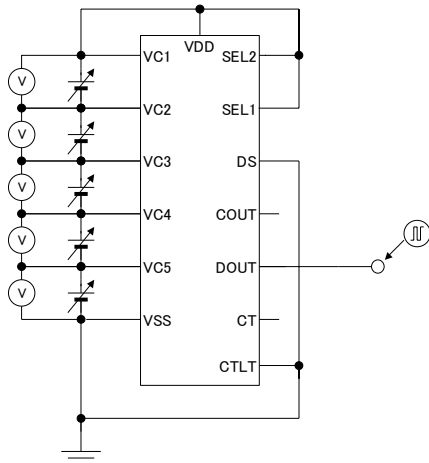 VDD
VC1
SEL2
V
VC2
SEL1
V
VC3
DS
V
VC4
COUT
V
VC5
DOUT
V
VSS
CT
CTLT